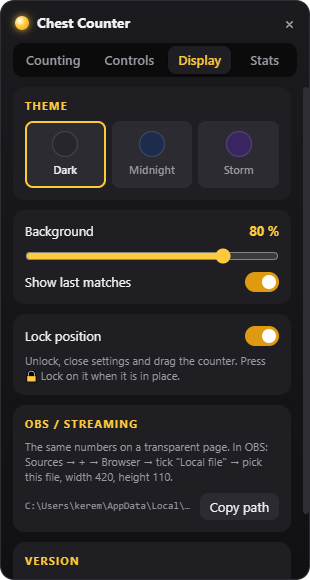 Chest Counter ×
Counting Controls Display Stats
THEME
Dark Midnight Storm
Background 80 %
Show last matches
Lock position
Unlock, close settings and drag the counter. Press
🔒 Lock on it when it is in place.
OBS / STREAMING
The same numbers on a transparent page. In OBS:
Sources → + → Browser → tick "Local file" → pick
this file, width 420, height 110.
C:\Users\kerem\AppData\Local\… Copy path
VERSION